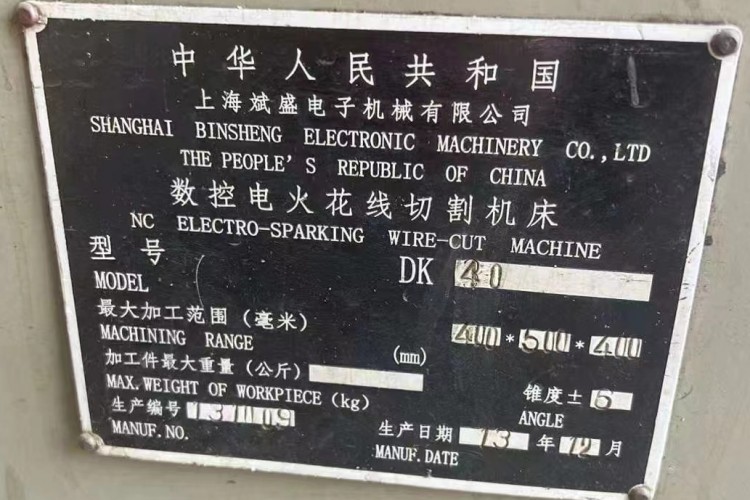 中华人民共和国
上海斌盛电子机械有限公司
SHANGHAI BINSHENG ELECTRONIC MACHINERY CO.,LTD
THE PEOPLE'S REPUBLIC OF CHINA
数控电火花线切割机床
NC ELECTRO-SPARKING WIRE-CUT MACHINE
型号
MODEL DK 40
最大加工范围(毫米)
MACHINING RANGE (mm) 400*500*400
加工件最大重量(公斤)
MAX.WEIGHT OF WORKPIECE(kg)
锥度± 6
ANGLE
生产编号
MANUF.NO.
生产日期 13 年 12 月
MANUF.DATE